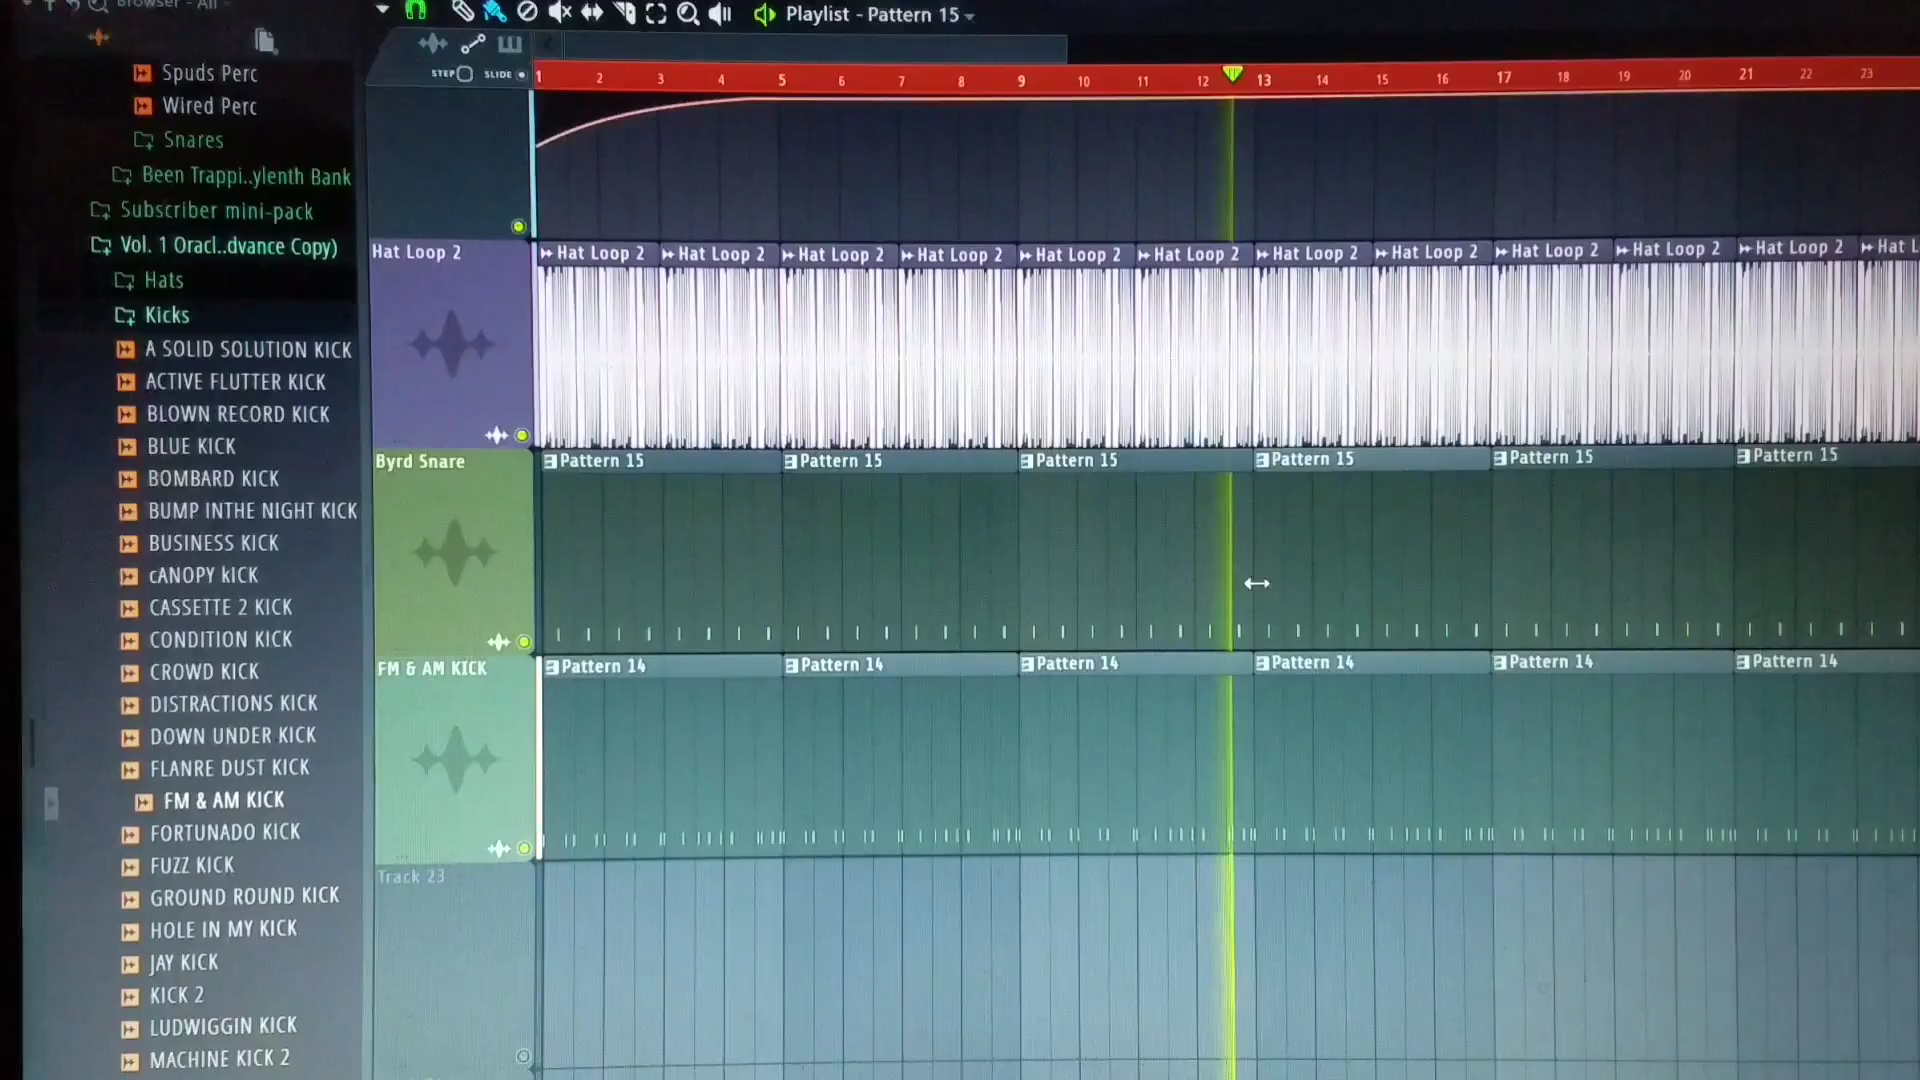 Browser - All
Playlist - Pattern 15
STEP SLIDE
1 2 3 4 5 6 7 8 9 10 11 12 13 14 15 16 17 18 19 20 21 22 23
Spuds Perc
Wired Perc
Snares
Been Trappi..ylenth Bank
Subscriber mini-pack
Vol. 1 Oracl..dvance Copy)
Hats
Kicks
A SOLID SOLUTION KICK
ACTIVE FLUTTER KICK
BLOWN RECORD KICK
BLUE KICK
BOMBARD KICK
BUMP INTHE NIGHT KICK
BUSINESS KICK
cANOPY kICK
CASSETTE 2 KICK
CONDITION KICK
CROWD KICK
DISTRACTIONS KICK
DOWN UNDER KICK
FLANRE DUST KICK
FM & AM KICK
FORTUNADO KICK
FUZZ KICK
GROUND ROUND KICK
HOLE IN MY KICK
JAY KICK
KICK 2
LUDWIGGIN KICK
MACHINE KICK 2
Hat Loop 2
Hat Loop 2 Hat Loop 2 Hat Loop 2 Hat Loop 2 Hat Loop 2 Hat Loop 2 Hat Loop 2 Hat Loop 2 Hat Loop 2 Hat Loop 2 Hat Loop 2 Hat L
Byrd Snare
Pattern 15 Pattern 15 Pattern 15 Pattern 15 Pattern 15 Pattern 15
FM & AM KICK
Pattern 14 Pattern 14 Pattern 14 Pattern 14 Pattern 14 Pattern 14
Track 23